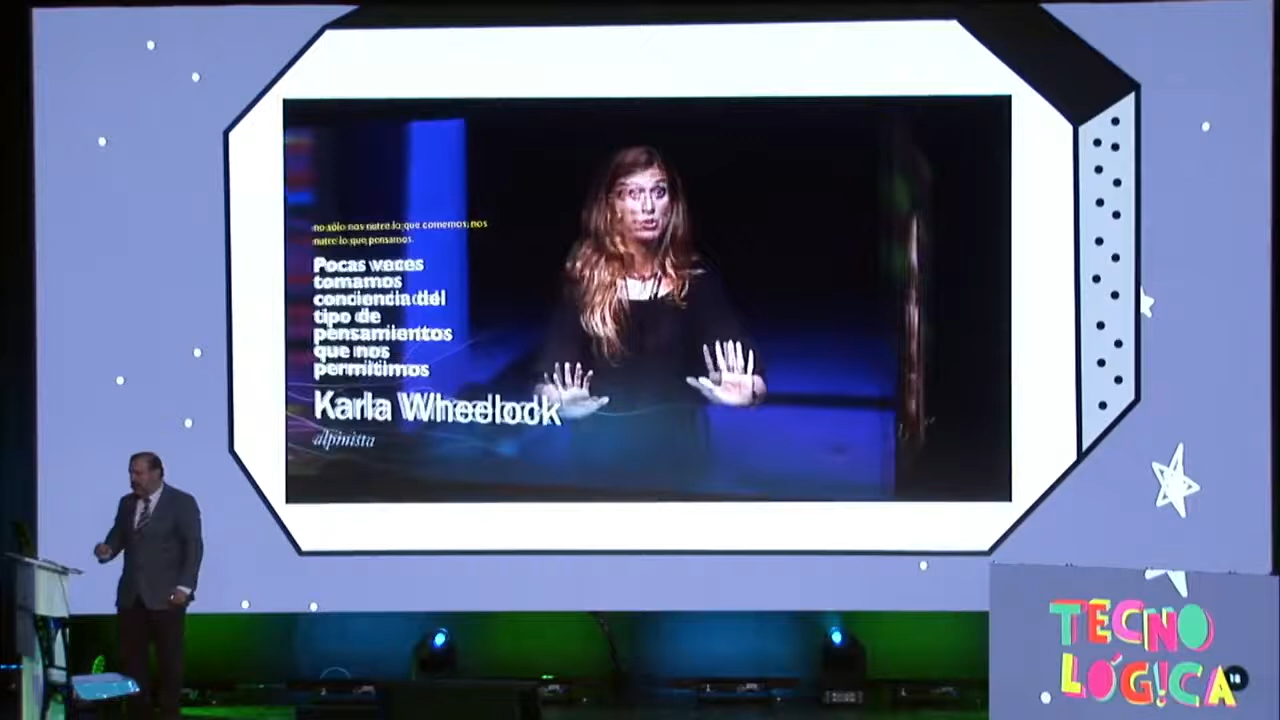 no sólo nos nutre lo que comemos, nos
nutre lo que pensamos.
Pocas veces
tomamos
conciencia del
tipo de
pensamientos
que nos
permitimos
Karla Wheelock
alpinista
TECNO
LÓG!CA
18